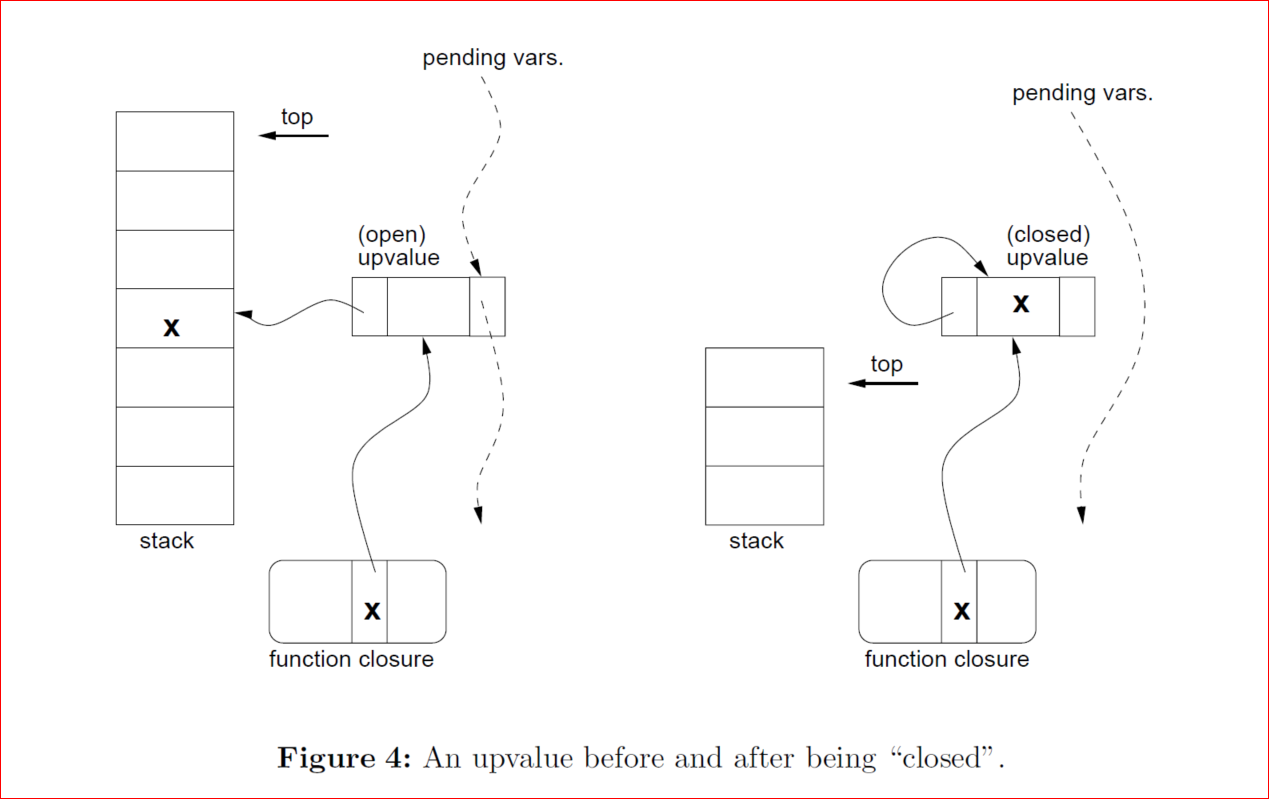 pending vars.
top
(open)
upvalue
x
stack
x
function closure
pending vars.
(closed)
upvalue
x
top
stack
x
function closure
Figure 4: An upvalue before and after being “closed”.